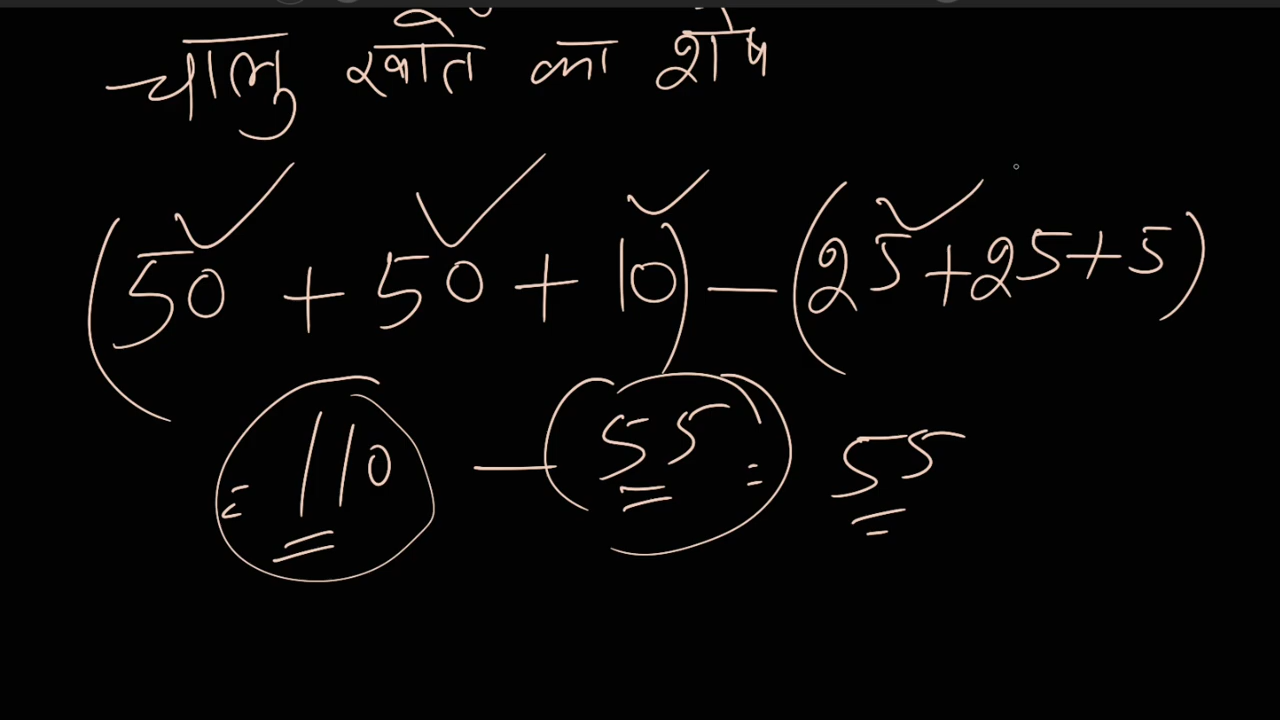 चालु खाते का शेष
(50 + 50 + 10) — (25+25+5)
= 110 — 55 = 55